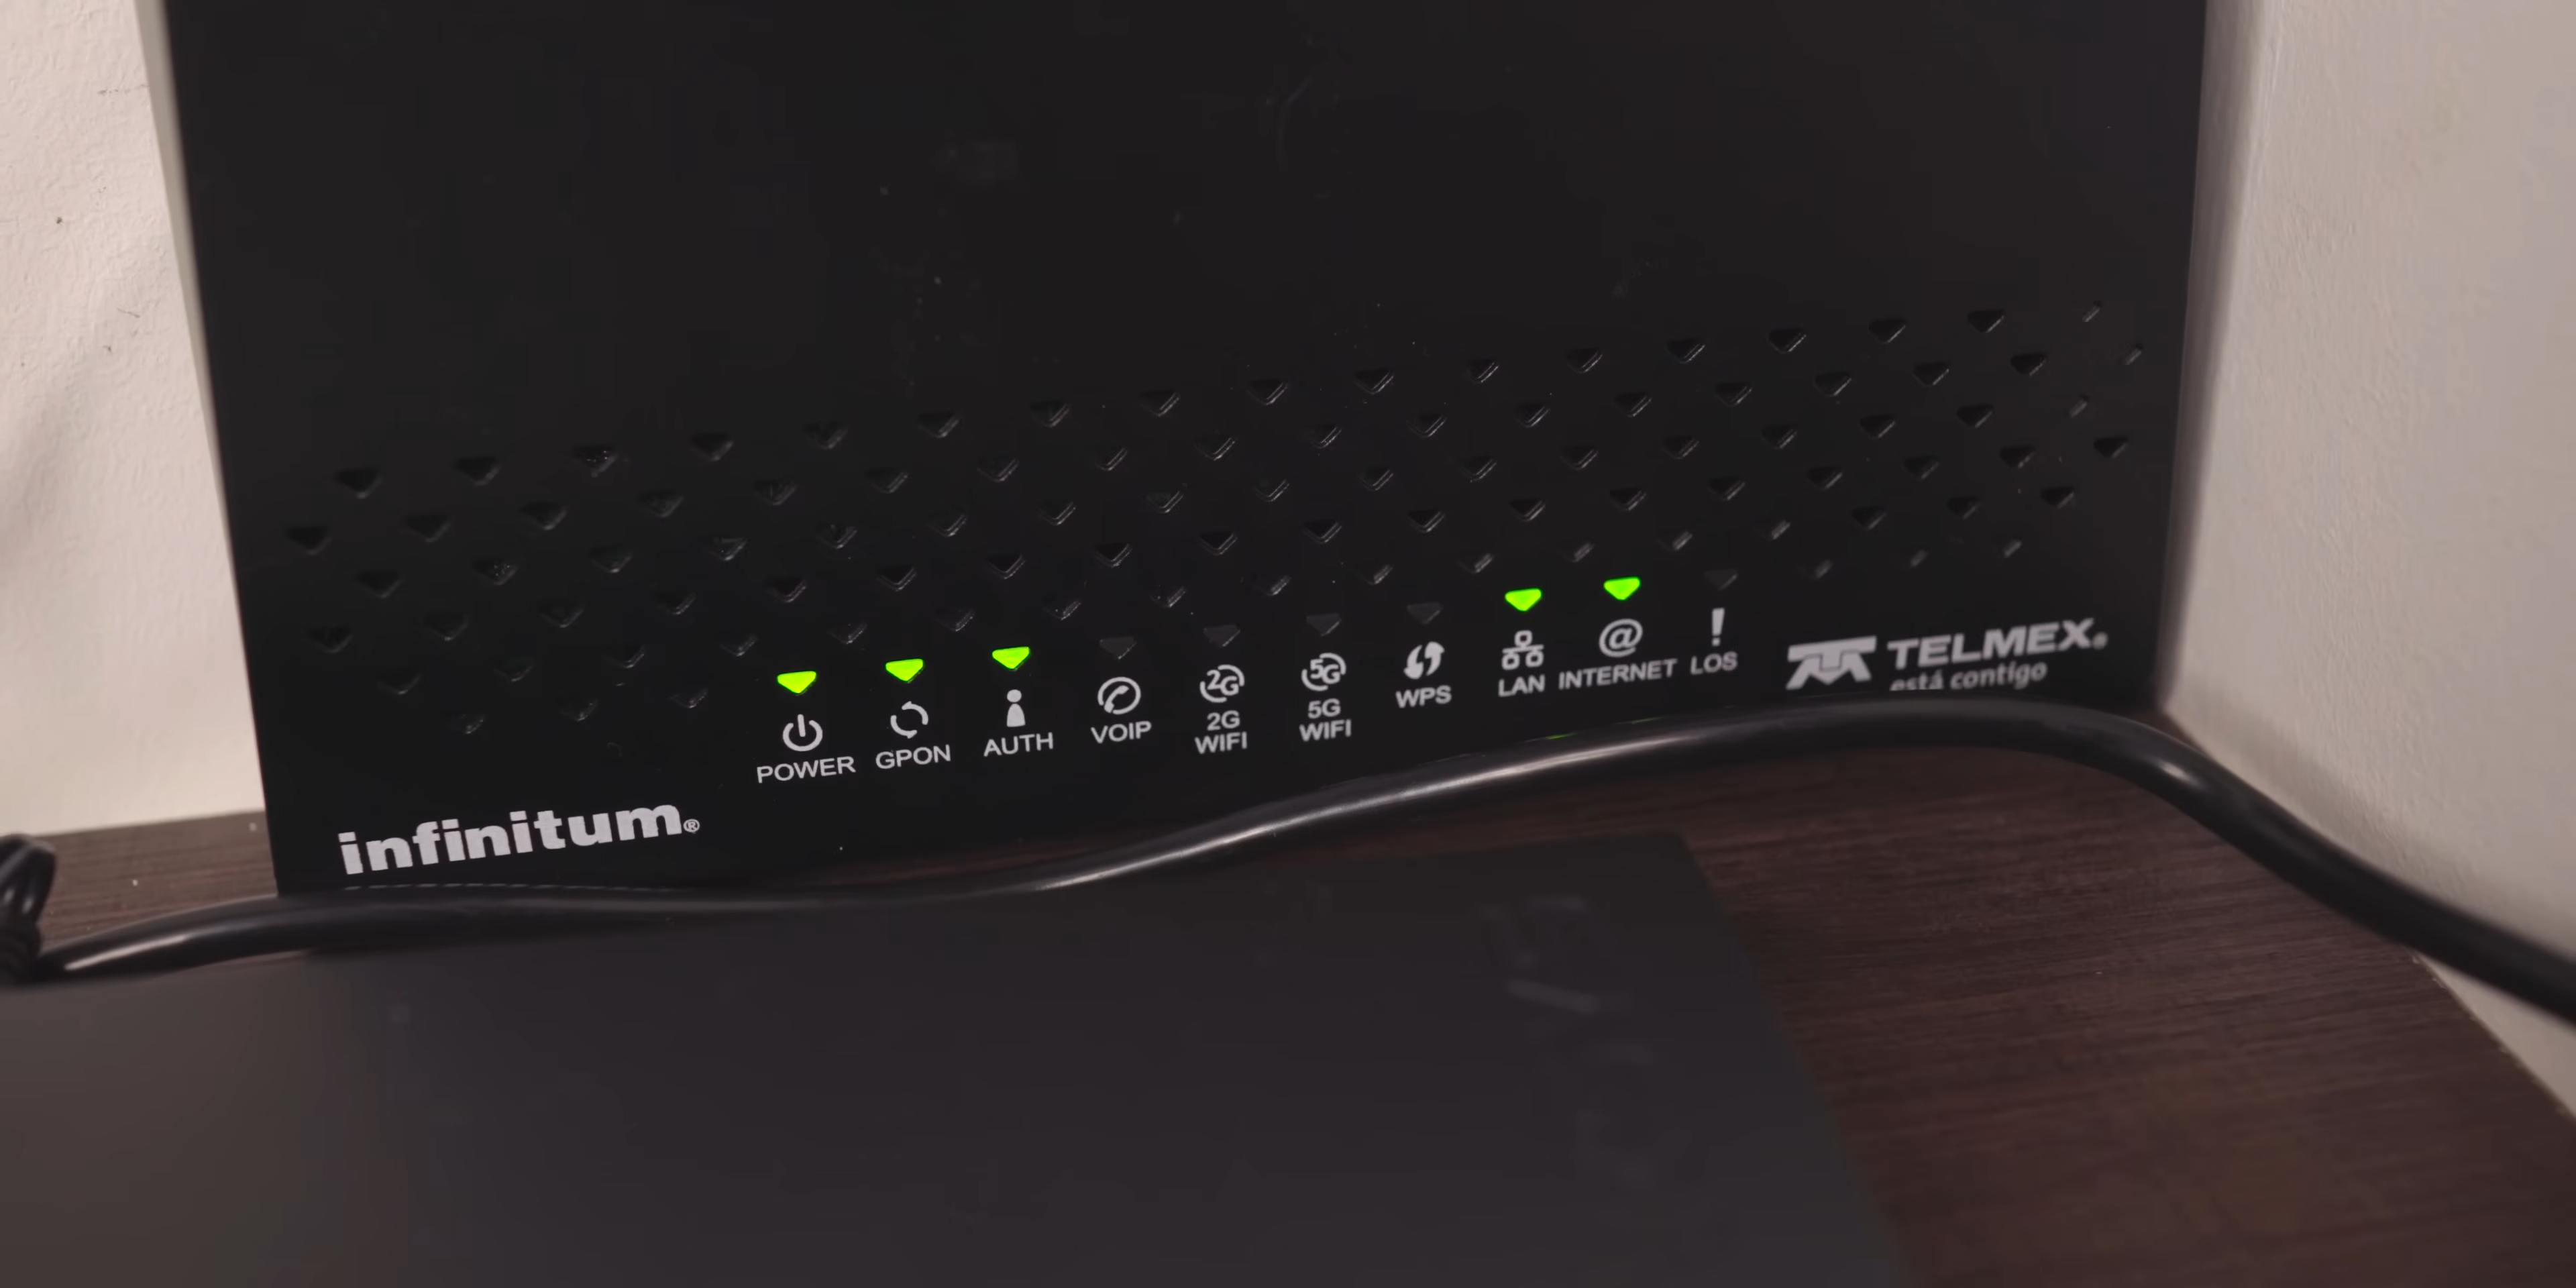 POWER
GPON
AUTH
VOIP
2G
WIFI
5G
WIFI
WPS
LAN
@
INTERNET
!
LOS
TELMEX®
está contigo
infinitum®